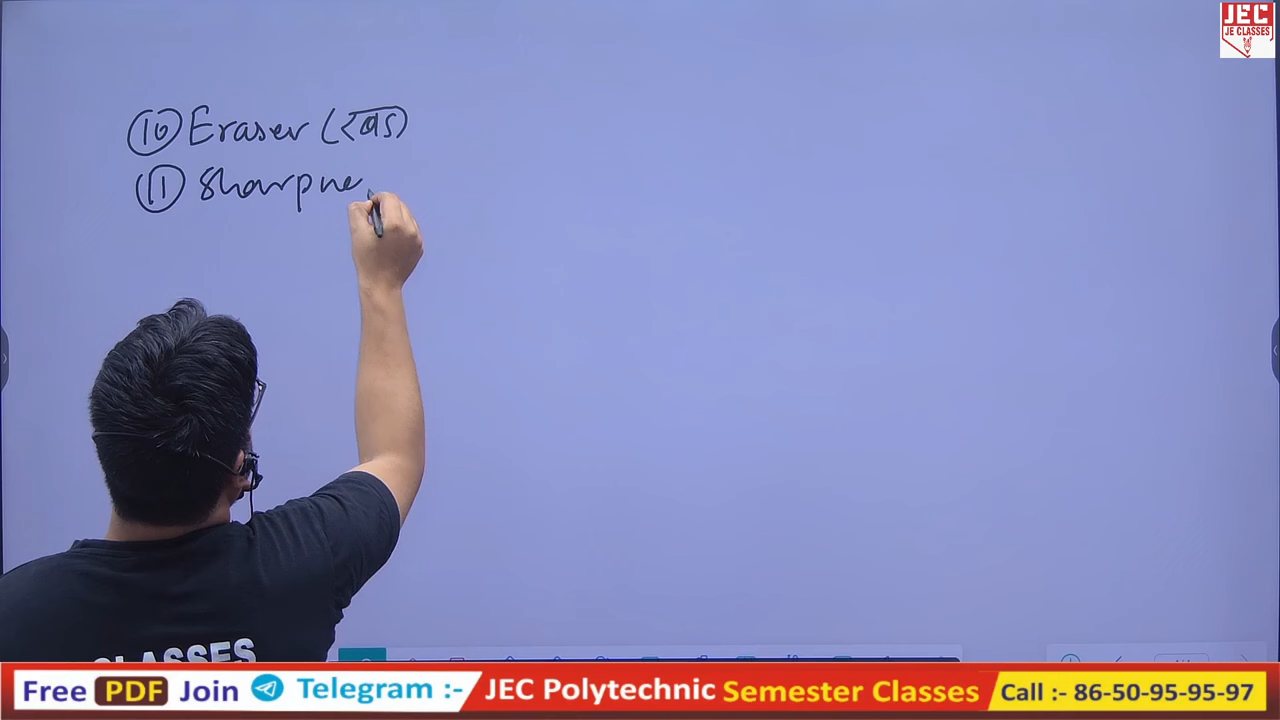 JEC
JE CLASSES
⑩ Eraser (रबड)
⑪ Sharpne
CLASSES
Free PDF Join Telegram :- JEC Polytechnic Semester Classes Call :- 86-50-95-95-97